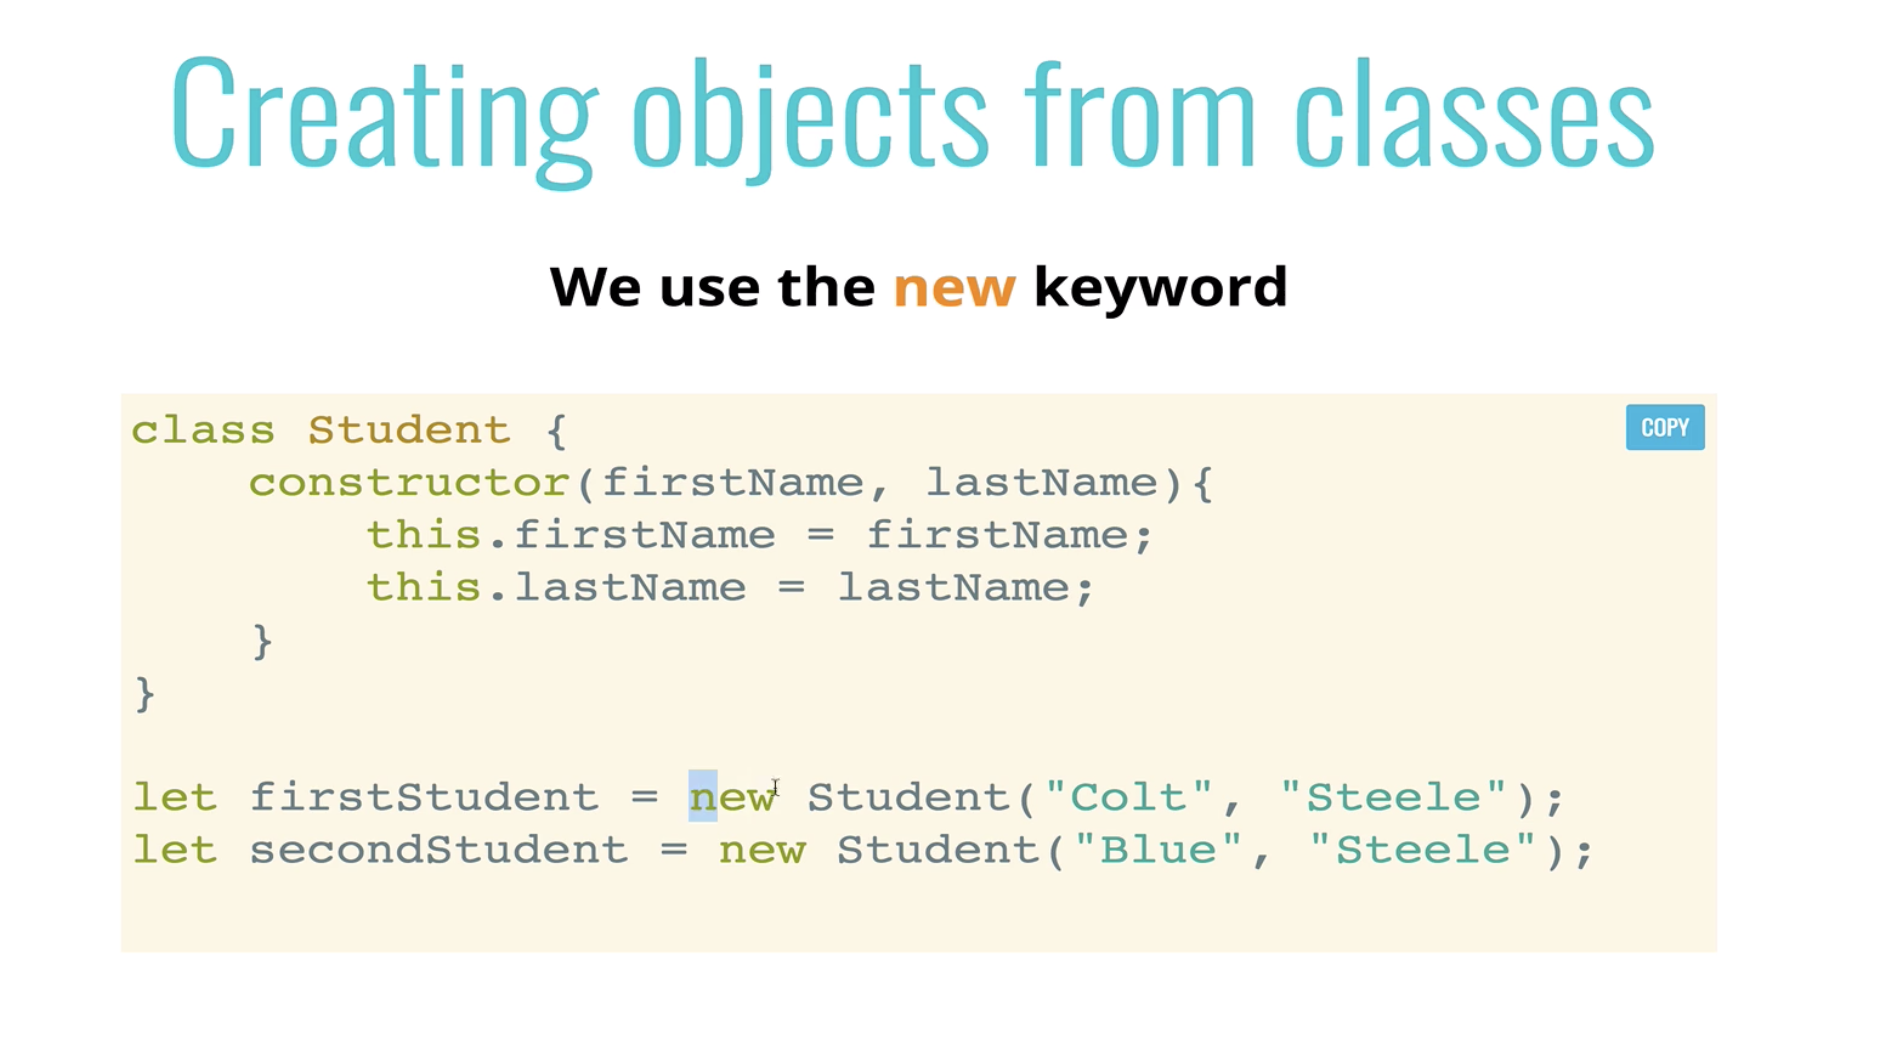 Creating objects from classes
We use the new keyword
COPY
class Student {
    constructor(firstName, lastName){
        this.firstName = firstName;
        this.lastName = lastName;
    }
}
let firstStudent = new Student("Colt", "Steele");
let secondStudent = new Student("Blue", "Steele");